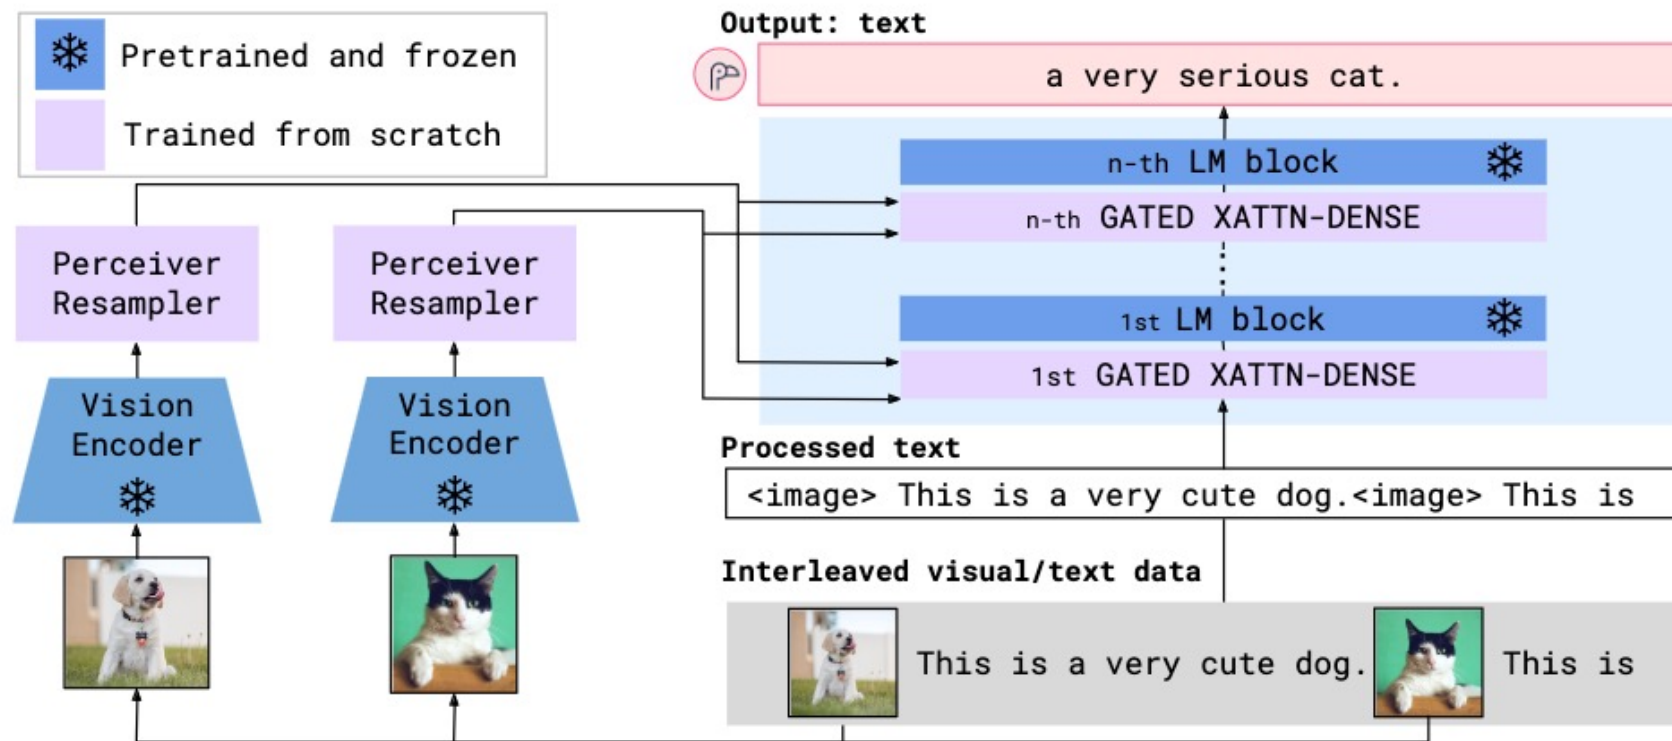 Pretrained and frozen
Trained from scratch
Perceiver
Resampler
Vision
Encoder
Perceiver
Resampler
Vision
Encoder
Output: text
a very serious cat.
n-th LM block
n-th GATED XATTN-DENSE
1st LM block
1st GATED XATTN-DENSE
Processed text
<image> This is a very cute dog.<image> This is
Interleaved visual/text data
This is a very cute dog. This is